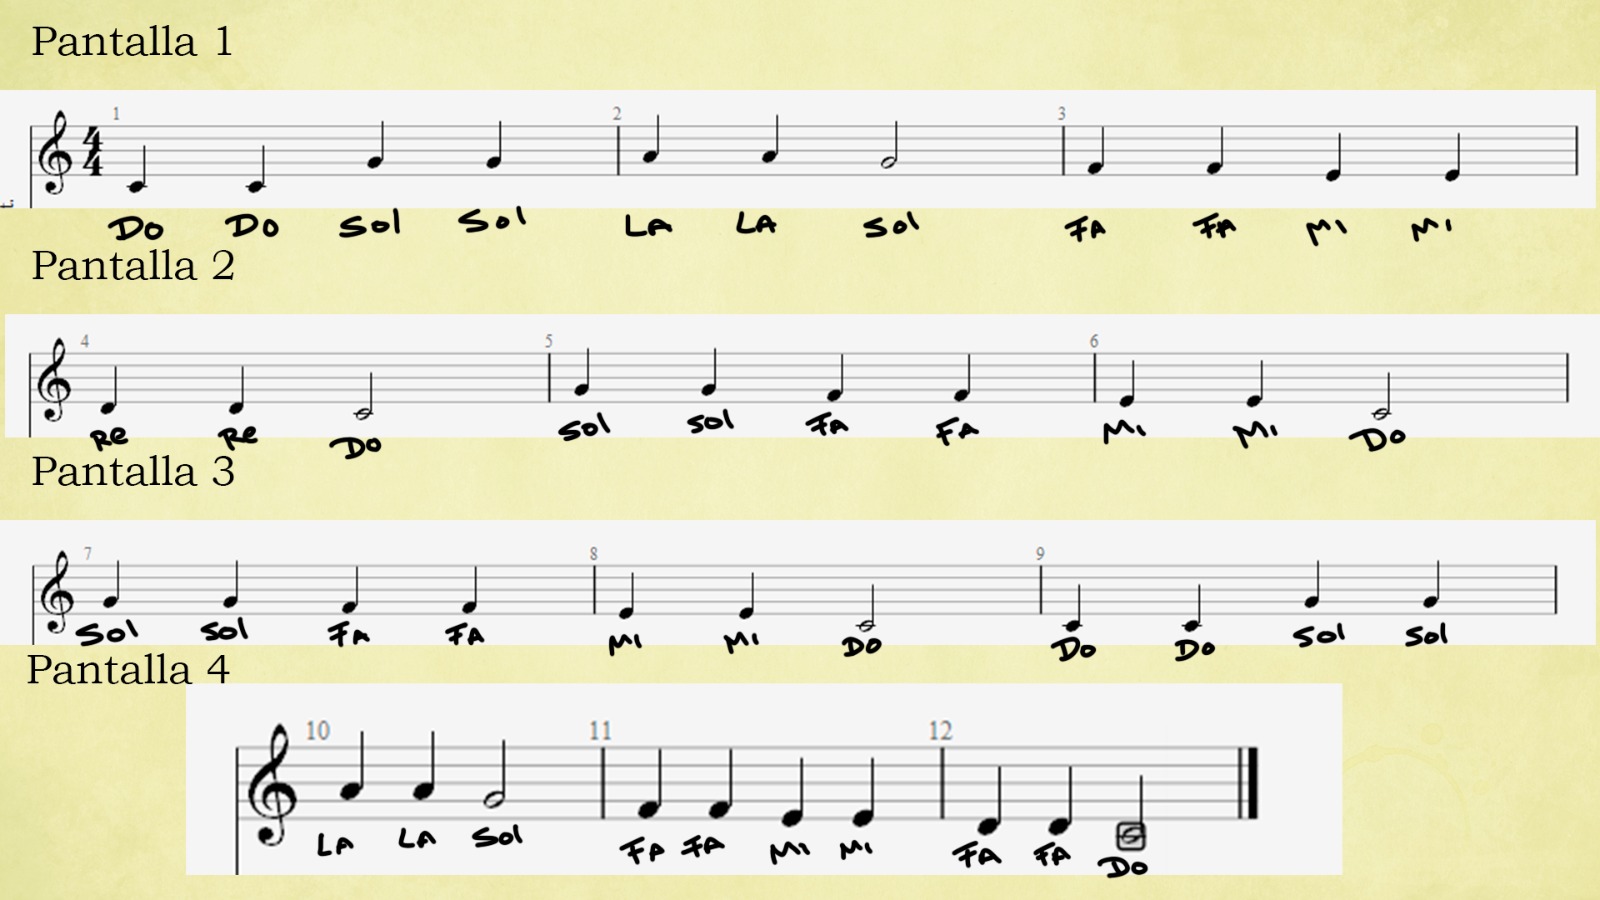 Pantalla 1
1 2 3
4
4
t.
Do Do Sol Sol LA LA Sol FA FA MI MI
Pantalla 2
4 5 6
Re Re Do Sol Sol FA FA MI MI Do
Pantalla 3
7 8 9
Sol Sol FA FA MI MI Do Do Do Sol Sol
Pantalla 4
10 11 12
LA LA Sol FA FA MI MI FA FA Do